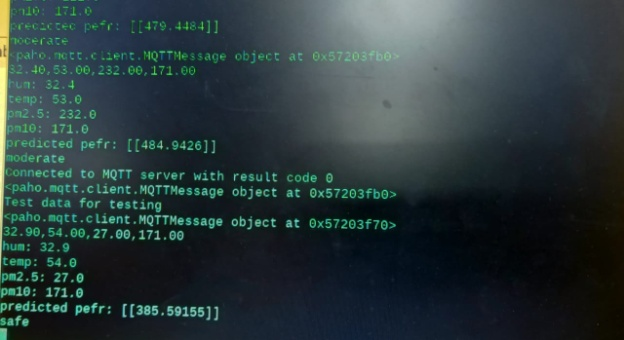 pm10: 171.0
predicted pefr: [[479.4484]]
moderate
<paho.mqtt.client.MQTTMessage object at 0x57203fb0>
32.40,53.00,232.00,171.00
hum: 32.4
temp: 53.0
pm2.5: 232.0
pm10: 171.0
predicted pefr: [[484.9426]]
moderate
Connected to MQTT server with result code 0
<paho.mqtt.client.MQTTMessage object at 0x57203fb0>
Test data for testing
<paho.mqtt.client.MQTTMessage object at 0x57203f70>
32.90,54.00,27.00,171.00
hum: 32.9
temp: 54.0
pm2.5: 27.0
pm10: 171.0
predicted pefr: [[385.59155]]
safe